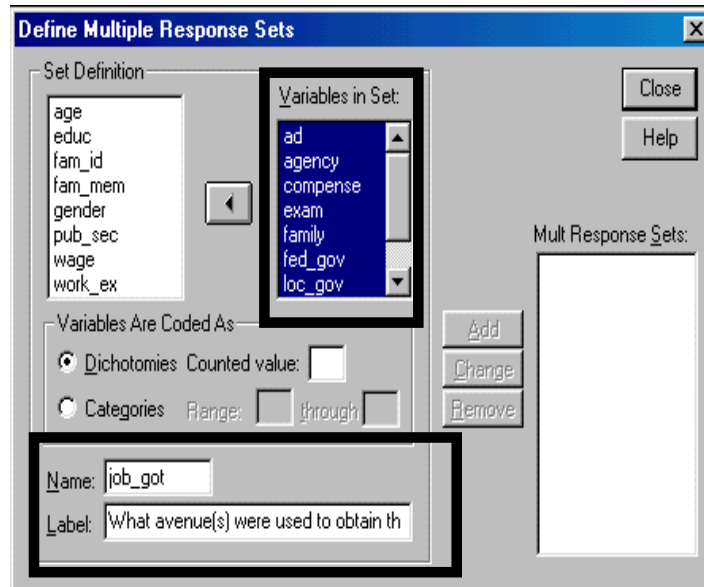 Define Multiple Response Sets
Set Definition
age
educ
fam_id
fam_mem
gender
pub_sec
wage
work_ex
Variables in Set:
ad
agency
compense
exam
family
fed_gov
loc_gov
Close
Help
Mult Response Sets:
Variables Are Coded As
Dichotomies Counted value:
Categories Range: through
Add
Change
Remove
Name: job_got
Label: What avenue(s) were used to obtain th